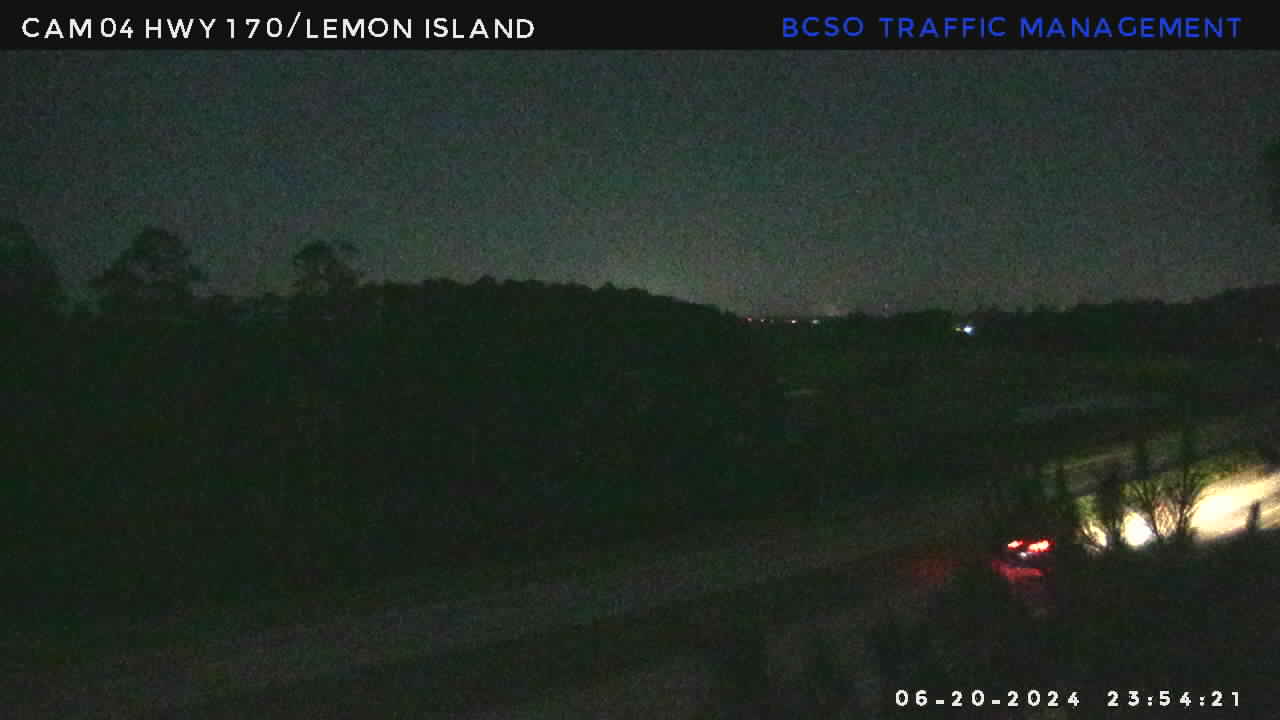 CAM04 HWY 170/LEMON ISLAND
BCSO TRAFFIC MANAGEMENT
06-20-2024 23:54:21